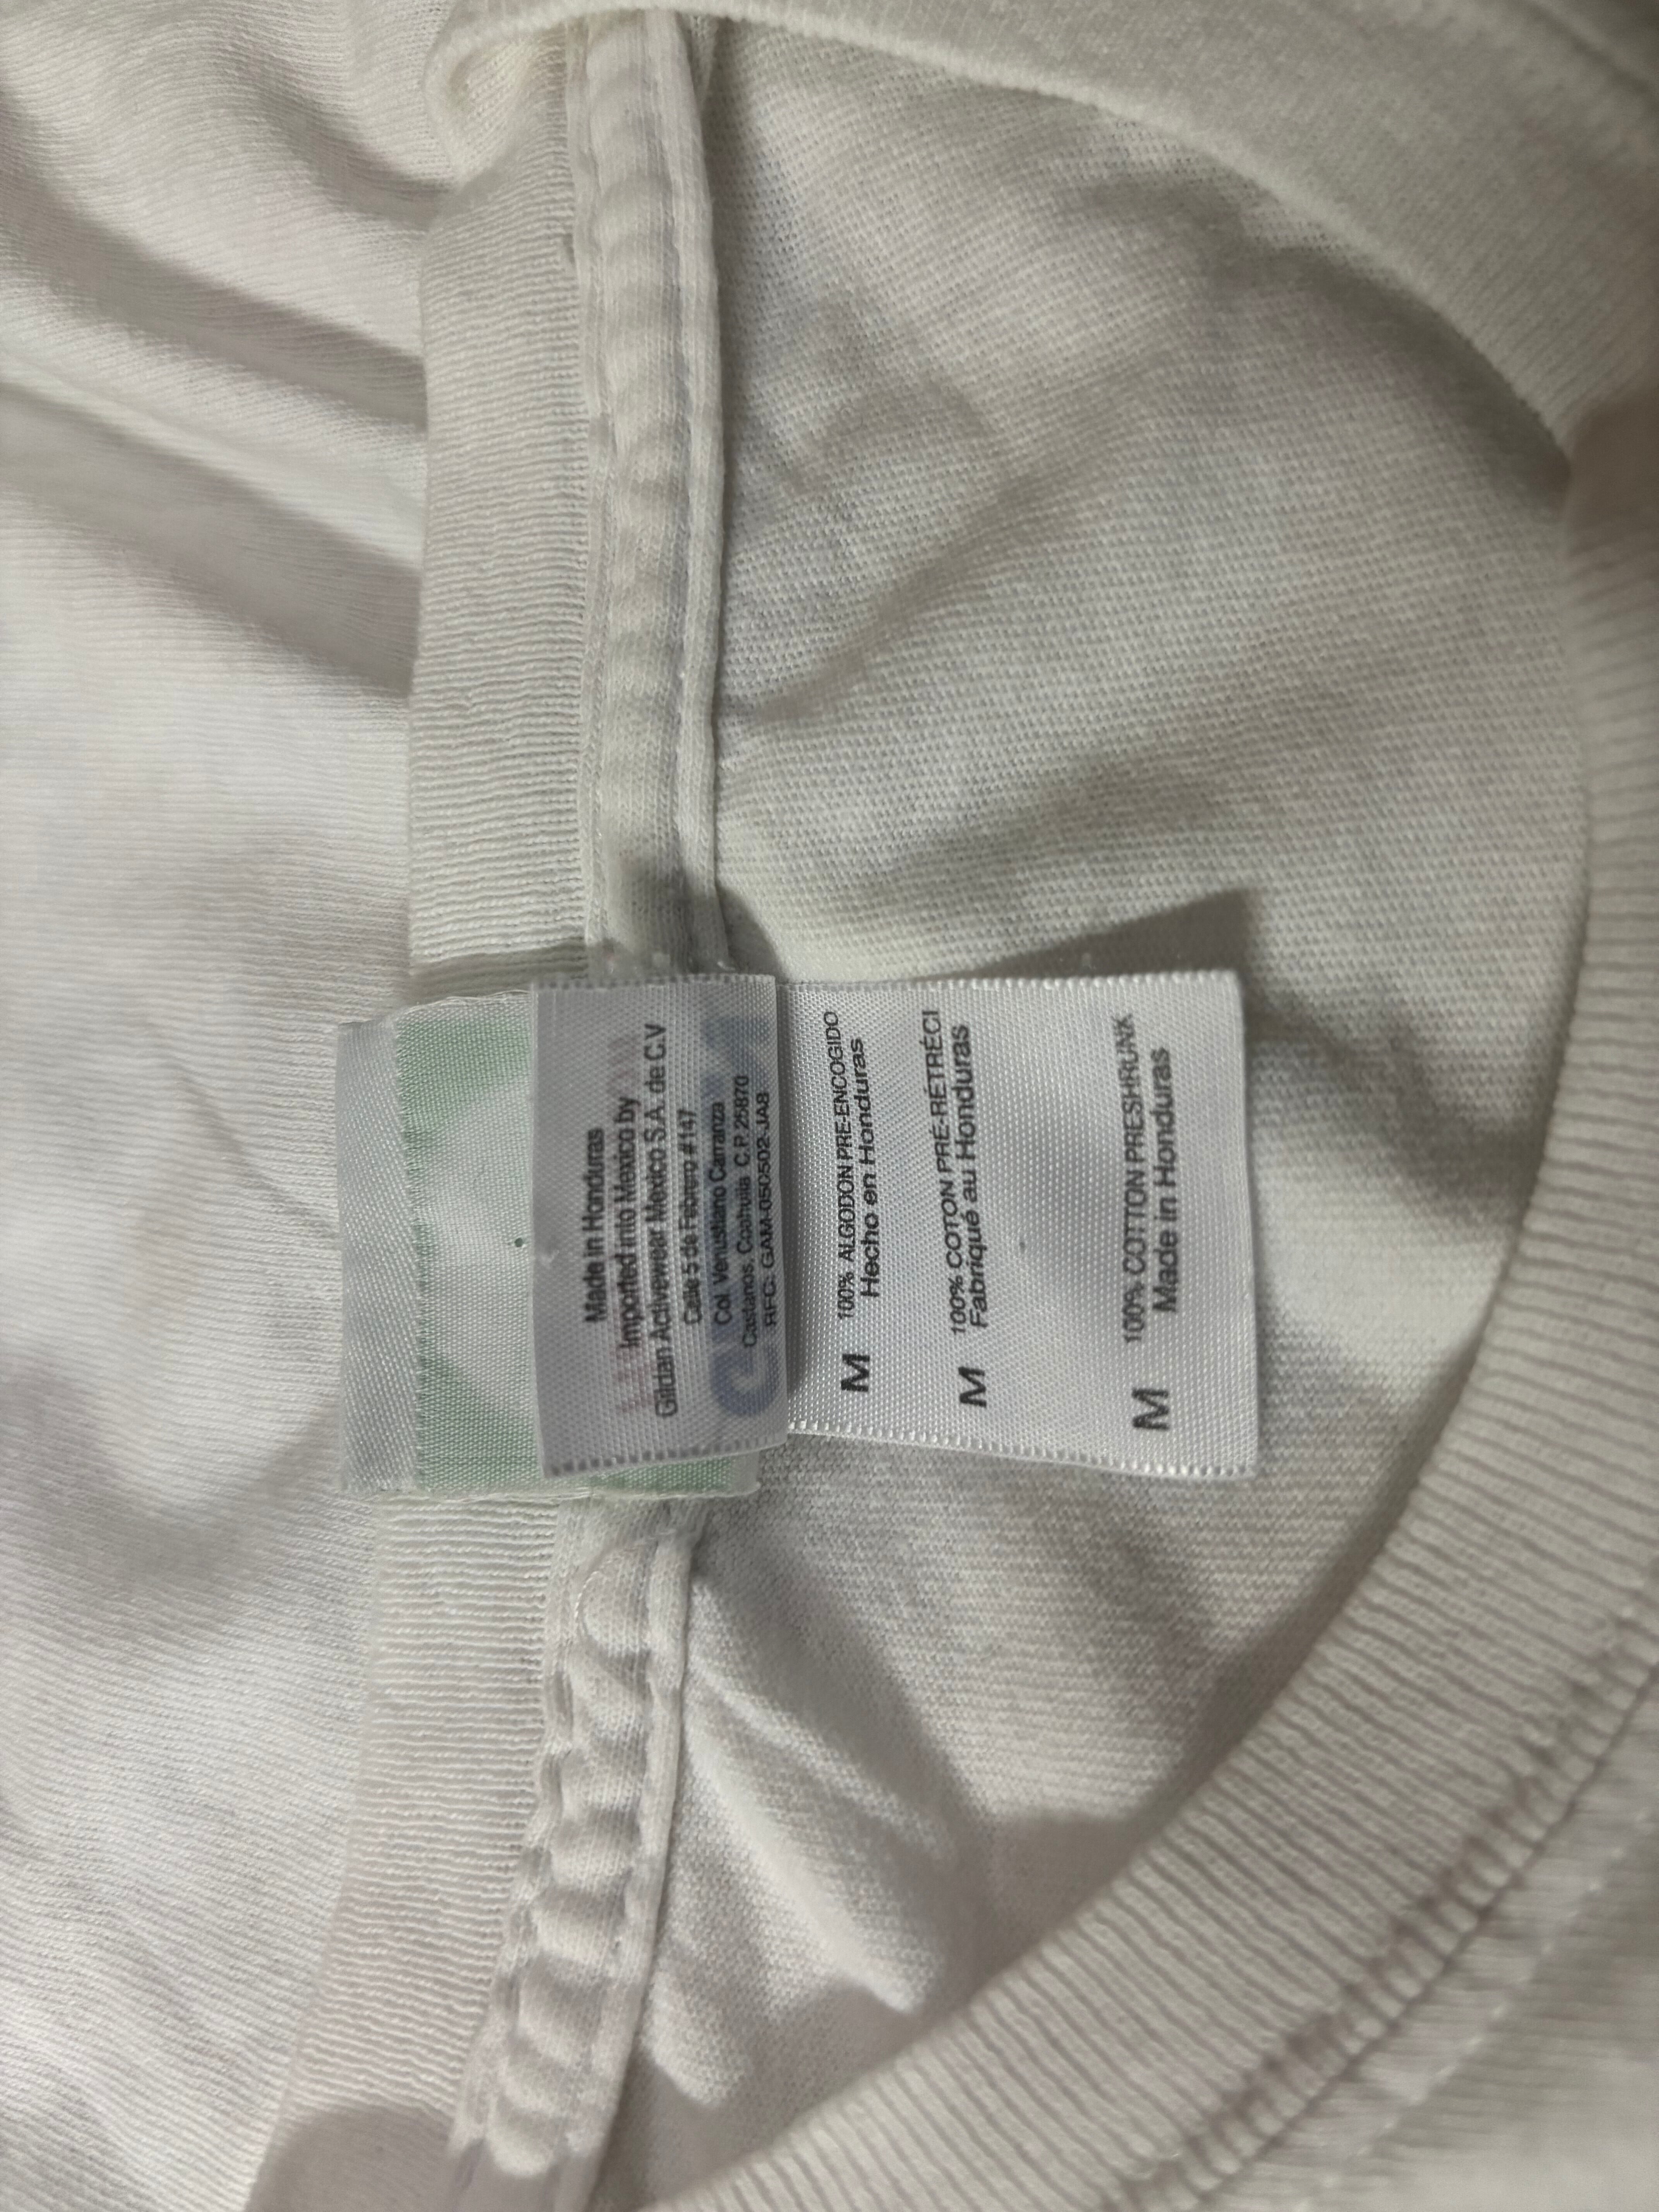 Made in Honduras
Imported into Mexico by
Gildan Activewear Mexico S.A. de C.V
Calle 5 de Febrero #147
Col. Venustiano Carranza
Castanos, Coahuila C.P. 25870
RFC: GAM-050502-JA8
M 100% ALGODON PRE-ENCOGIDO
Hecho en Honduras
M 100% COTON PRÉ-RÉTRÉCI
Fabriqué au Honduras
M 100% COTTON PRESHRUNK
Made in Honduras